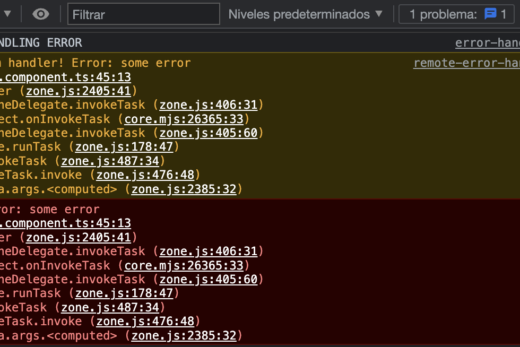 Filtrar
Niveles predeterminados ▼
1 problema: 1
NDLING ERROR
error-hand
handler! Error: some error
remote-error-han
.component.ts:45:13
er (zone.js:2405:41)
neDelegate.invokeTask (zone.js:406:31)
ect.onInvokeTask (core.mjs:26365:33)
neDelegate.invokeTask (zone.js:405:60)
e.runTask (zone.js:178:47)
vokeTask (zone.js:487:34)
eTask.invoke (zone.js:476:48)
a.args.<computed> (zone.js:2385:32)
ror: some error
.component.ts:45:13
er (zone.js:2405:41)
neDelegate.invokeTask (zone.js:406:31)
ect.onInvokeTask (core.mjs:26365:33)
neDelegate.invokeTask (zone.js:405:60)
e.runTask (zone.js:178:47)
vokeTask (zone.js:487:34)
eTask.invoke (zone.js:476:48)
a.args.<computed> (zone.js:2385:32)